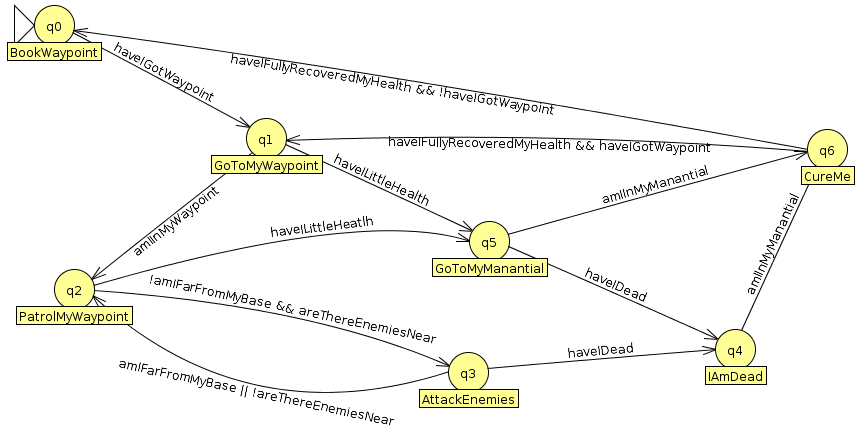 q0
BookWaypoint
haveIGotWaypoint
haveIFullyRecoveredMyHealth && !haveIGotWaypoint
q1
GoToMyWaypoint
haveIFullyRecoveredMyHealth && haveIGotWaypoint
q6
CureMe
haveILittleHealth
amIInMyManantial
amIInMyWaypoint
haveILittleHeatlh
q5
GoToMyManantial
amIInMyManantial
haveIDead
q2
PatrolMyWaypoint
!amIFarFromMyBase && areThereEnemiesNear
haveIDead
q4
IAmDead
q3
AttackEnemies
amIFarFromMyBase || !areThereEnemiesNear